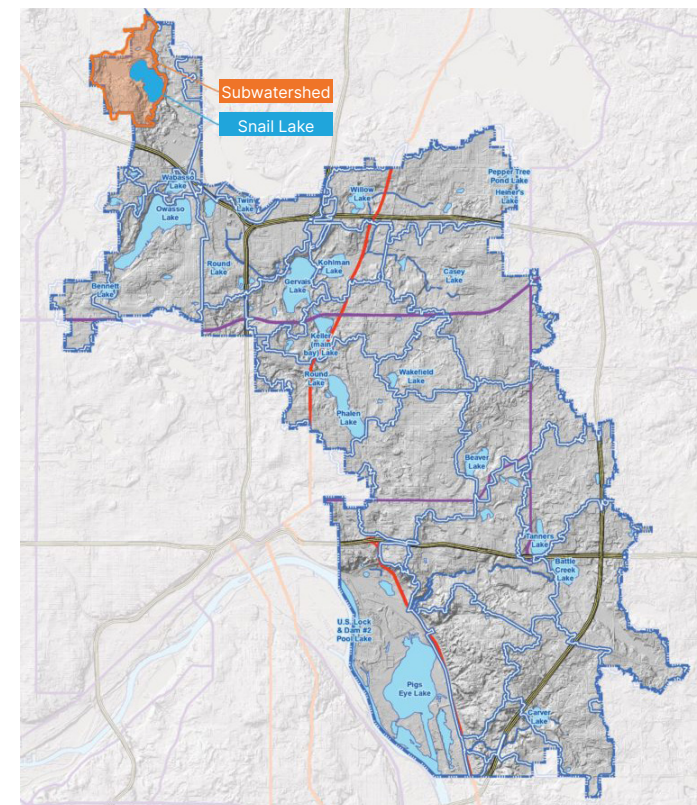 Subwatershed
Snail Lake
Pepper Tree
Pond Lake
Heiner's
Lake
Wabasso
Lake
Willow
Lake
Twin
Lake
Owasso
Lake
Round
Lake
Kohlman
Lake
Casey
Lake
Gervais
Lake
Bennett
Lake
Keller
(main
bay) Lake
Round
Lake
Wakefield
Lake
Phalen
Lake
Beaver
Lake
Tanners
Lake
Battle
Creek
Lake
U.S. Lock
& Dam #2
Pool Lake
Pigs
Eye Lake
Carver
Lake